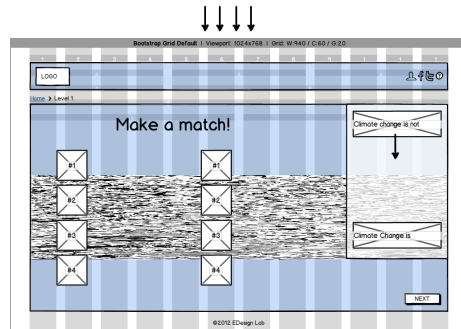 Bootstrap Grid Default | Viewport: 1024x768 | Grid: W:940 / C:60 / G:20
LOGO
Home > Level 1
Make a match!
Climate change is not
#1 #1
#2 #2
#3 #3
Climate Change is
#4 #4
NEXT
©2012 EDesign Lab